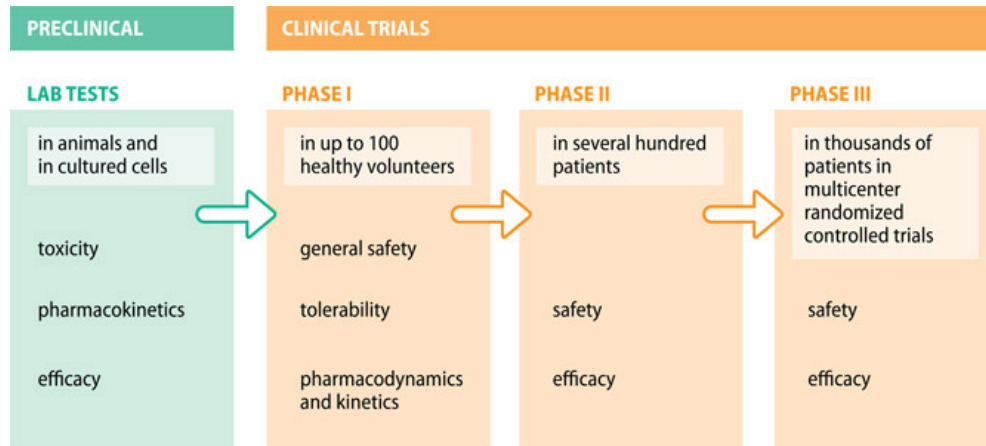 PRECLINICAL
CLINICAL TRIALS
LAB TESTS
in animals and
in cultured cells
toxicity
pharmacokinetics
efficacy
PHASE I
in up to 100
healthy volunteers
general safety
tolerability
pharmacodynamics
and kinetics
PHASE II
in several hundred
patients
safety
efficacy
PHASE III
in thousands of
patients in
multicenter
randomized
controlled trials
safety
efficacy